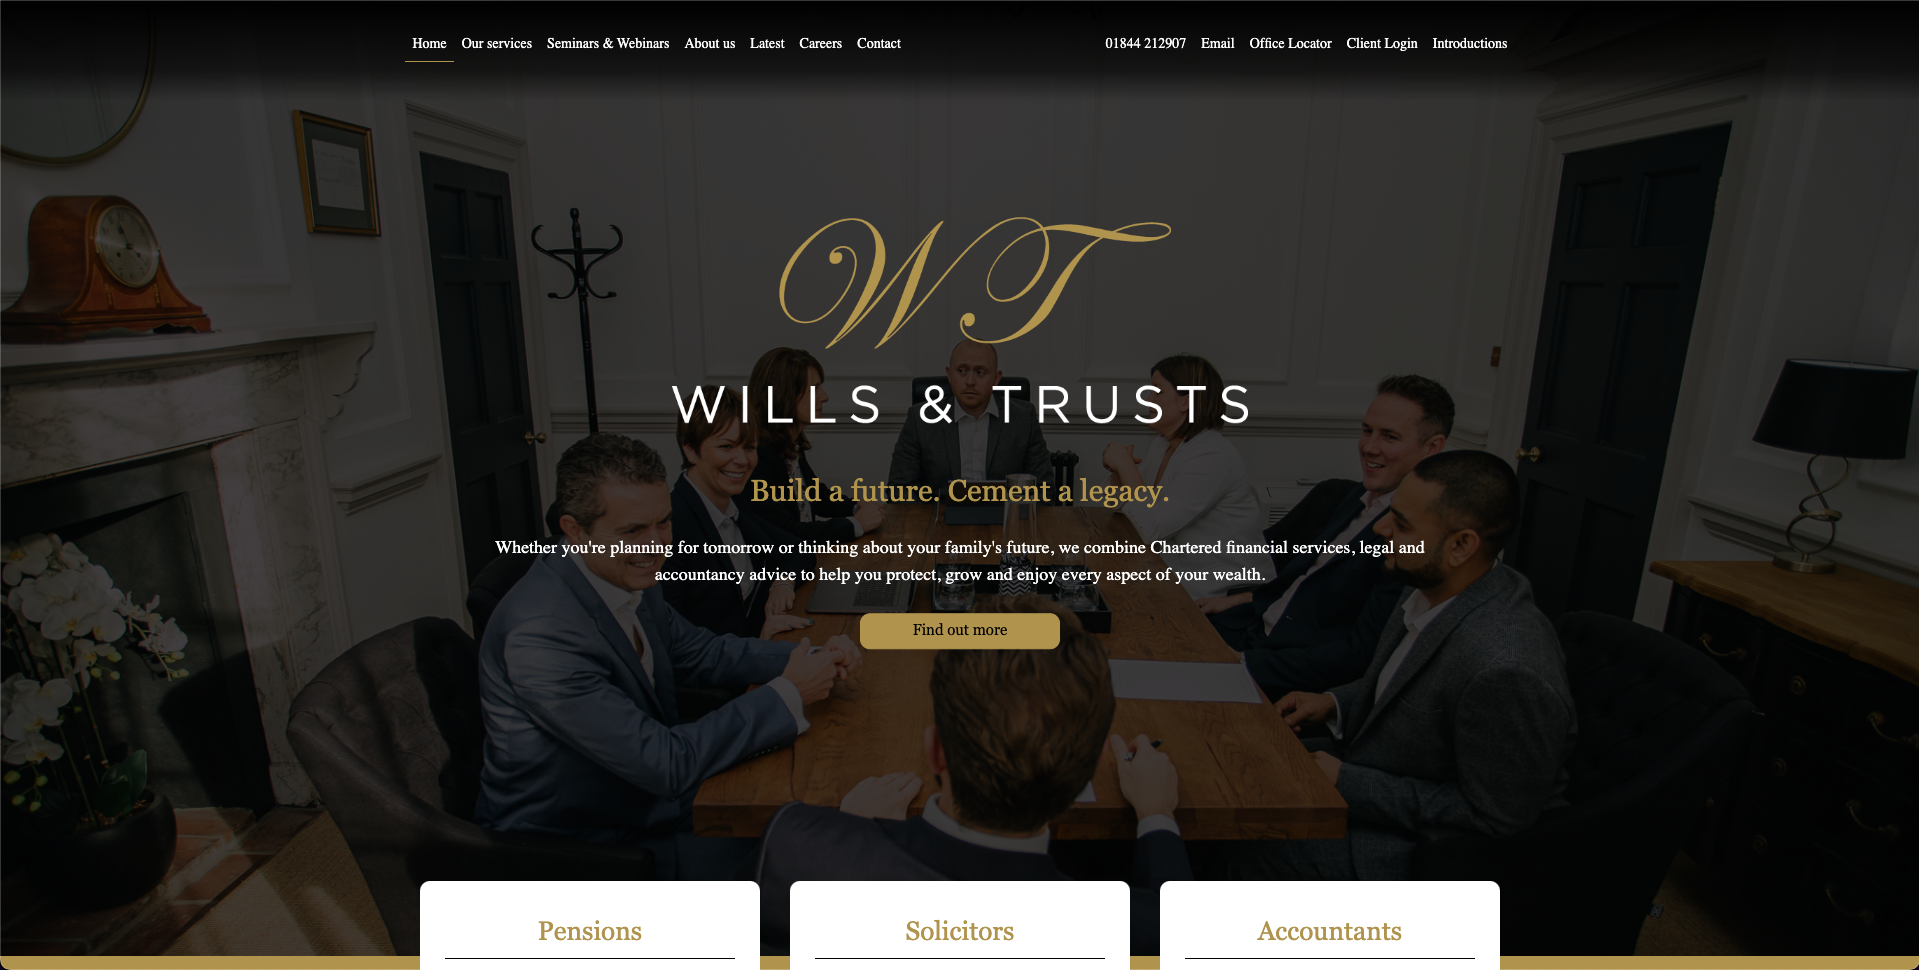 Home Our services Seminars & Webinars About us Latest Careers Contact 01844 212907 Email Office Locator Client Login Introductions
WT
WILLS & TRUSTS
Build a future. Cement a legacy.
Whether you're planning for tomorrow or thinking about your family's future, we combine Chartered financial services, legal and
accountancy advice to help you protect, grow and enjoy every aspect of your wealth.
Find out more
Pensions Solicitors Accountants